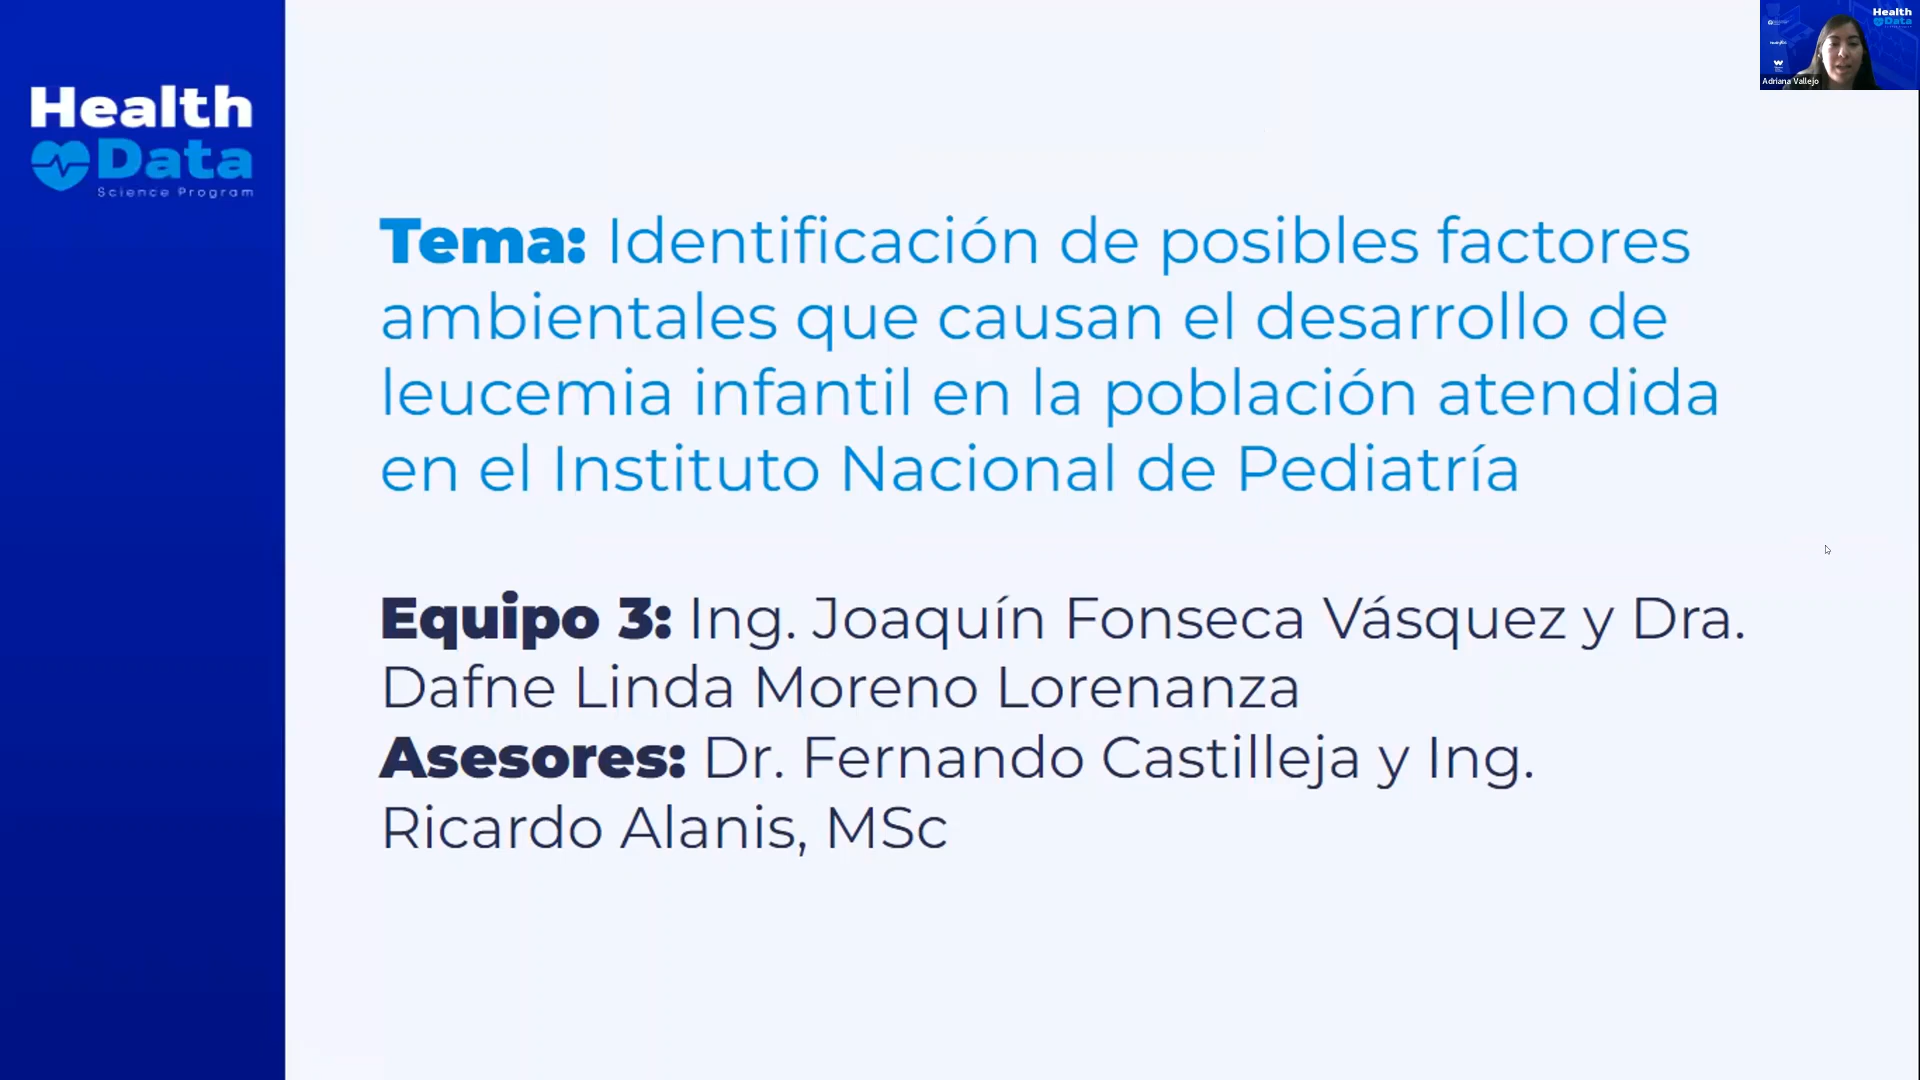 Health
Data
Science Program
Tema: Identificación de posibles factores
ambientales que causan el desarrollo de
leucemia infantil en la población atendida
en el Instituto Nacional de Pediatría
Equipo 3: Ing. Joaquín Fonseca Vásquez y Dra.
Dafne Linda Moreno Lorenanza
Asesores: Dr. Fernando Castilleja y Ing.
Ricardo Alanis, MSc
Health
Data
Adriana Vallejo